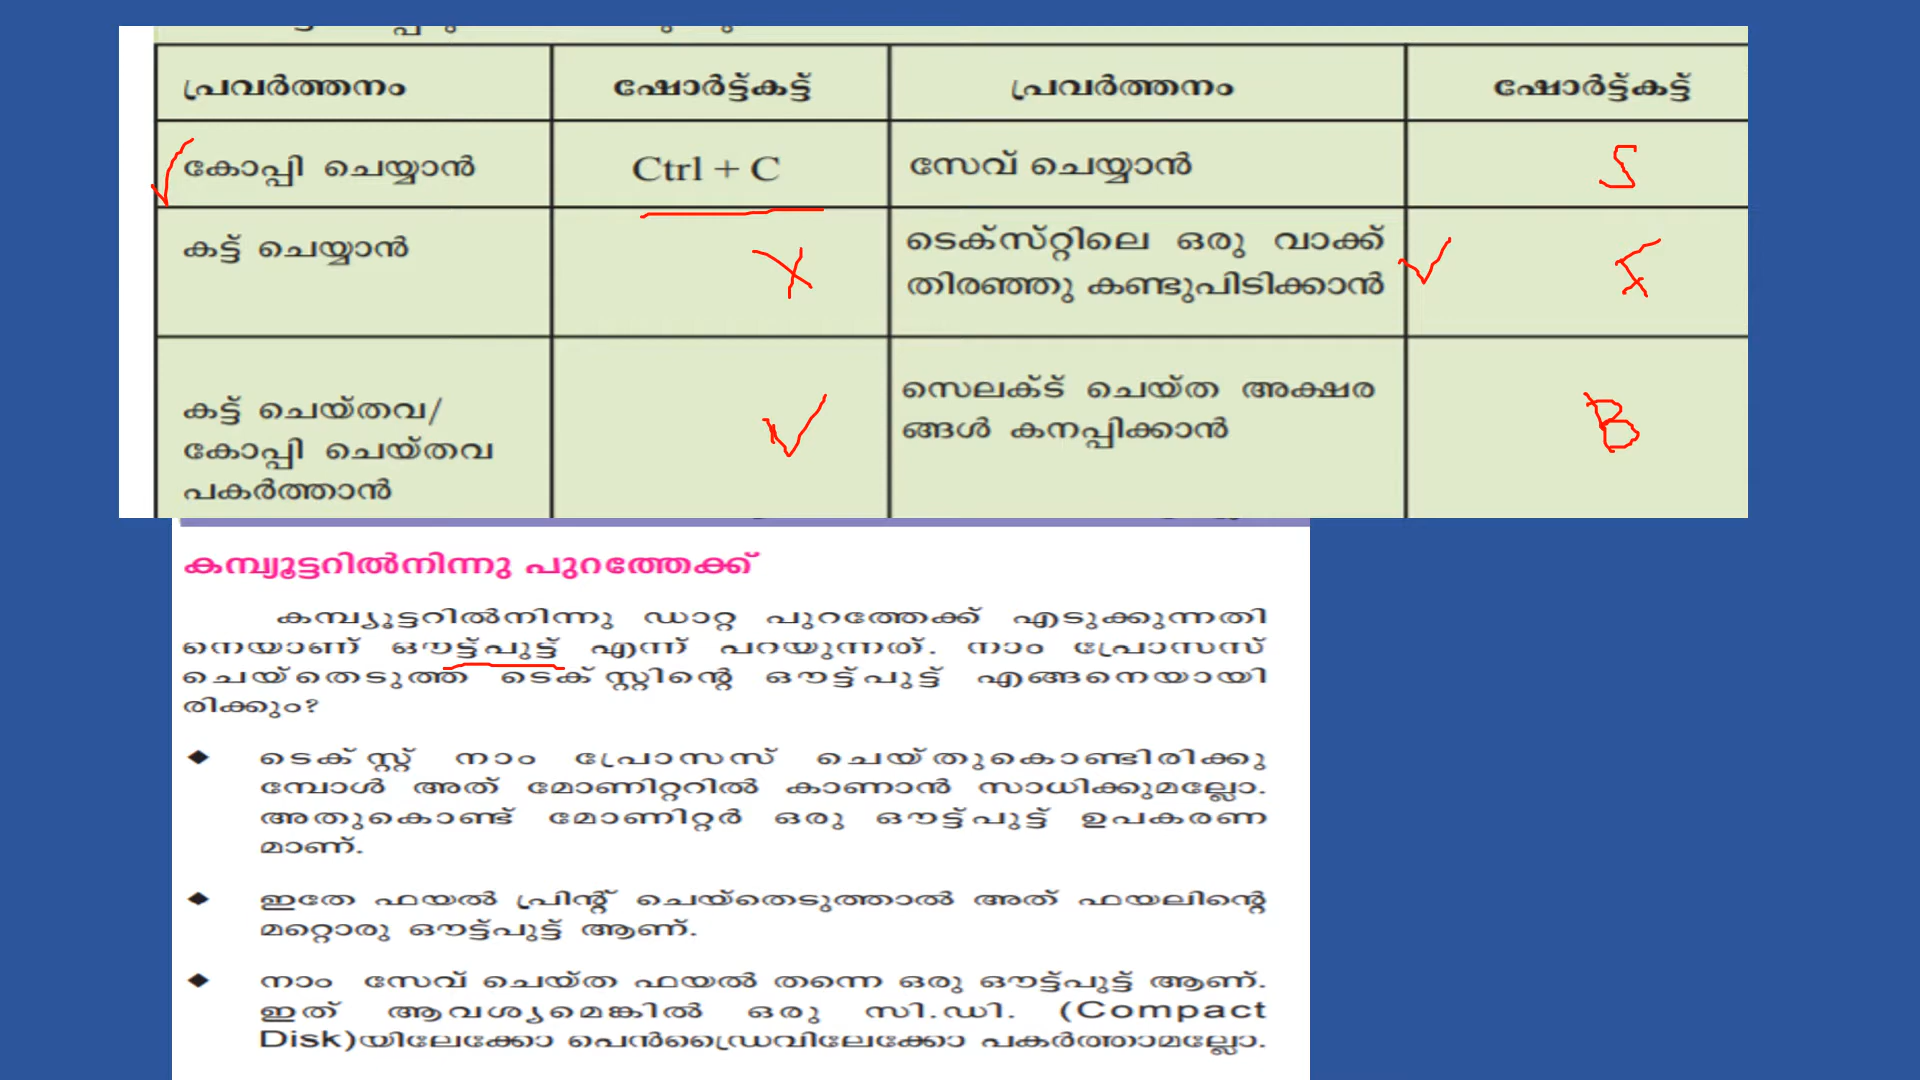 പ്രവർത്തനം ഷോർട്ട്കട്ട് പ്രവർത്തനം ഷോർട്ട്കട്ട്
കോപ്പി ചെയ്യാൻ Ctrl + C സേവ് ചെയ്യാൻ S
കട്ട് ചെയ്യാൻ X ടെക്സ്റ്റിലെ ഒരു വാക്ക്
തിരഞ്ഞു കണ്ടുപിടിക്കാൻ F
കട്ട് ചെയ്തവ/
കോപ്പി ചെയ്തവ
പകർത്താൻ V
സെലക്ട് ചെയ്ത അക്ഷര
ങ്ങൾ കനപ്പിക്കാൻ B
കമ്പ്യൂട്ടറിൽനിന്നു പുറത്തേക്ക്
കമ്പ്യൂട്ടറിൽനിന്നു ഡാറ്റ പുറത്തേക്ക് എടുക്കുന്നതി
നെയാണ് ഔട്ട്പുട്ട് എന്ന് പറയുന്നത്. നാം പ്രോസസ്
ചെയ്തെടുത്ത ടെക്സ്റ്റിന്റെ ഔട്ട്പുട്ട് എങ്ങനെയായി
രിക്കും?
◆ ടെക്സ്റ്റ് നാം പ്രോസസ് ചെയ്തുകൊണ്ടിരിക്കു
മ്പോൾ അത് മോണിറ്ററിൽ കാണാൻ സാധിക്കുമല്ലോ.
അതുകൊണ്ട് മോണിറ്റർ ഒരു ഔട്ട്പുട്ട് ഉപകരണ
മാണ്.
◆ ഇതേ ഫയൽ പ്രിന്റ് ചെയ്തെടുത്താൽ അത് ഫയലിന്റെ
മറ്റൊരു ഔട്ട്പുട്ട് ആണ്.
◆ നാം സേവ് ചെയ്ത ഫയൽ തന്നെ ഒരു ഔട്ട്പുട്ട് ആണ്.
ഇത് ആവശ്യമെങ്കിൽ ഒരു സി.ഡി. (Compact
Disk)യിലേക്കോ പെൻഡ്രൈവിലേക്കോ പകർത്താമല്ലോ.